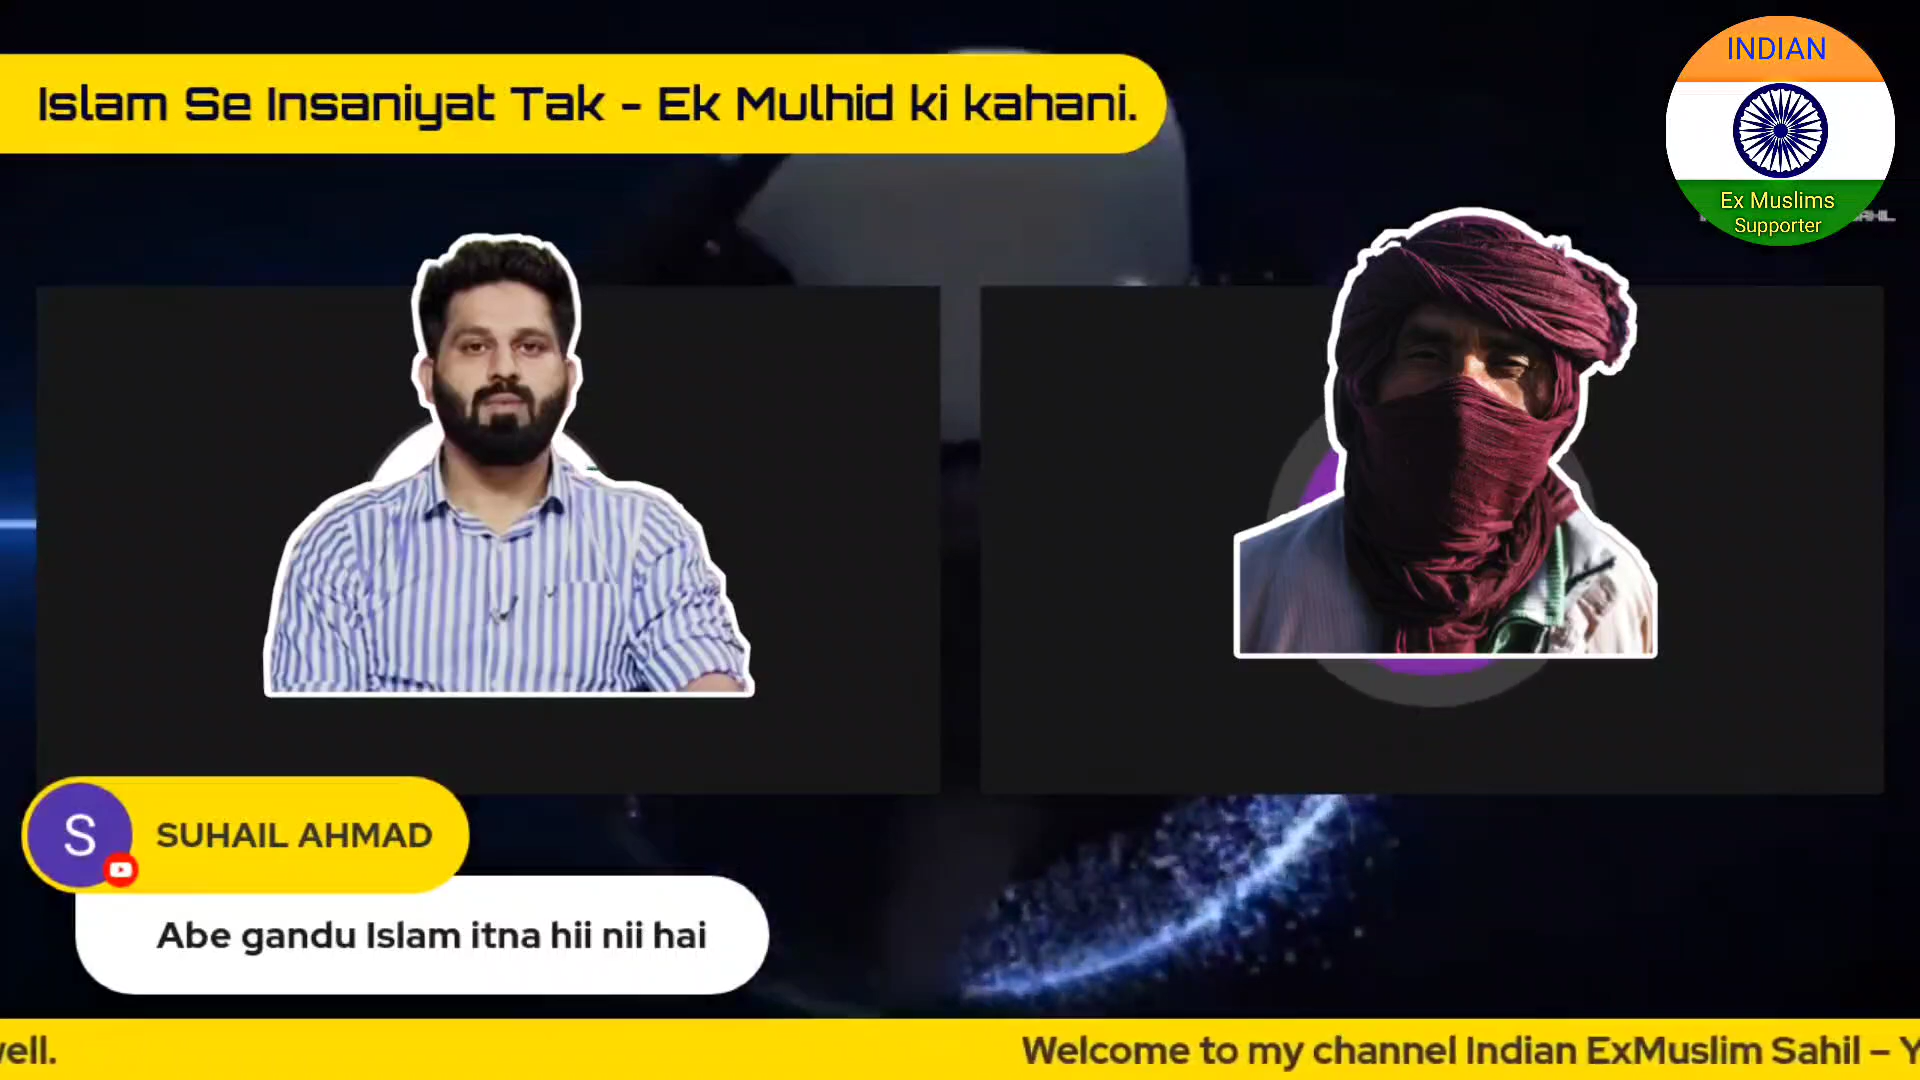 Islam Se Insaniyat Tak - Ek Mulhid ki kahani.
INDIAN
Ex Muslims
Supporter
S
SUHAIL AHMAD
Abe gandu Islam itna hii nii hai
Welcome to my channel Indian ExMuslim Sahil –